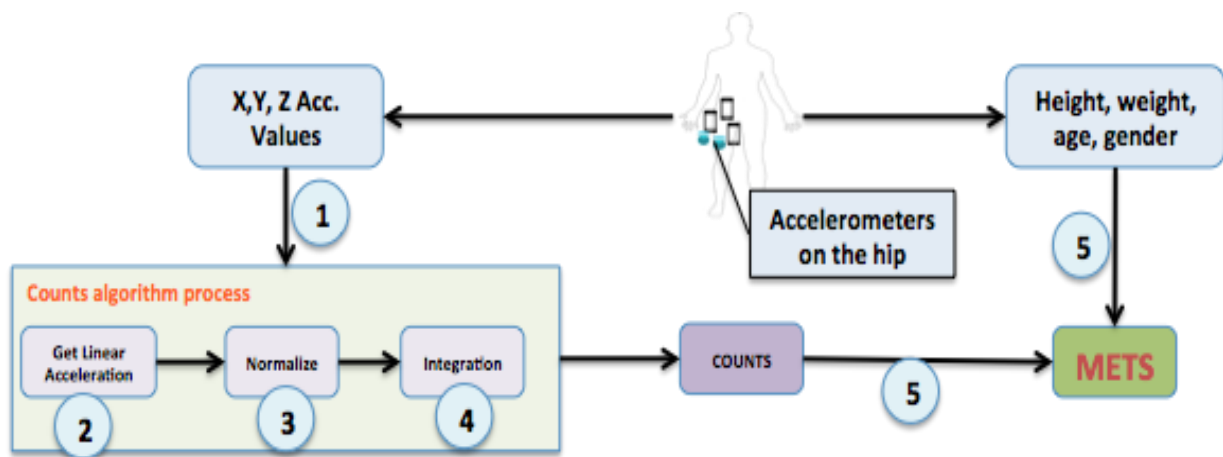 X,Y, Z Acc.
Values
Height, weight,
age, gender
1
Accelerometers
on the hip
5
Counts algorithm process
Get Linear
Acceleration
Normalize
Integration
COUNTS
METS
2
3
4
5